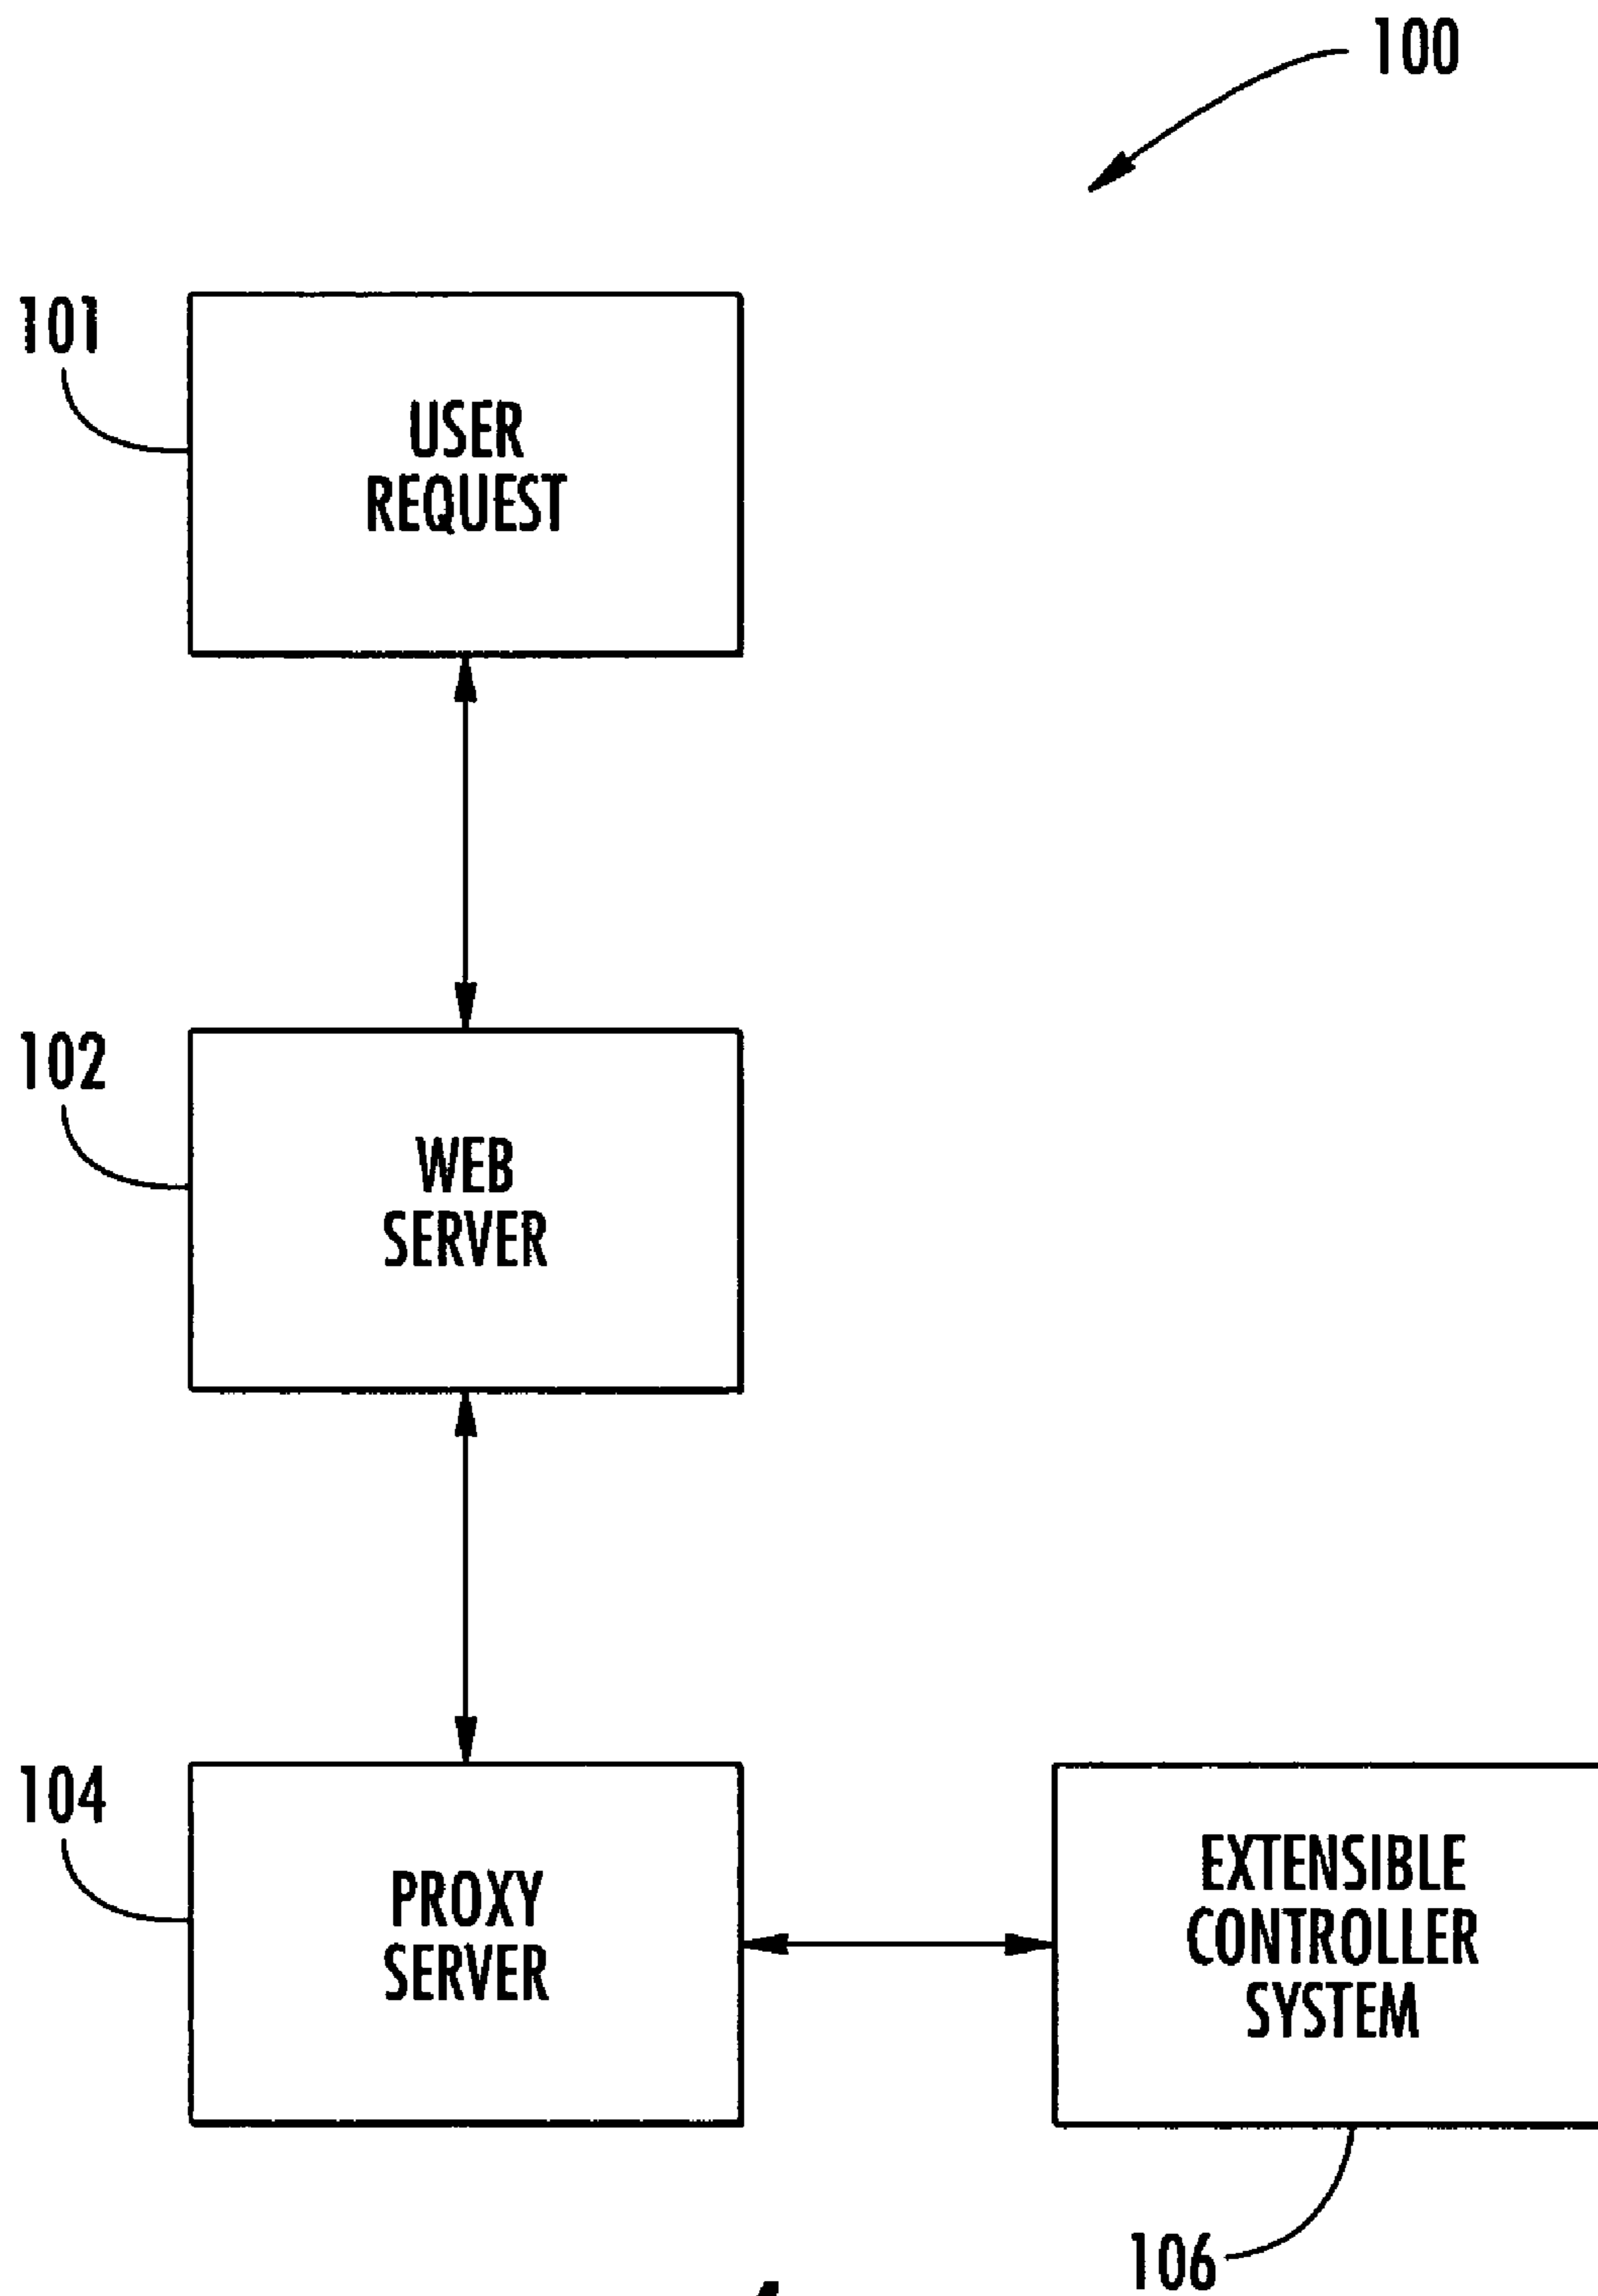 100
101
USER
REQUEST
102
WEB
SERVER
104
PROXY
SERVER
EXTENSIBLE
CONTROLLER
SYSTEM
106